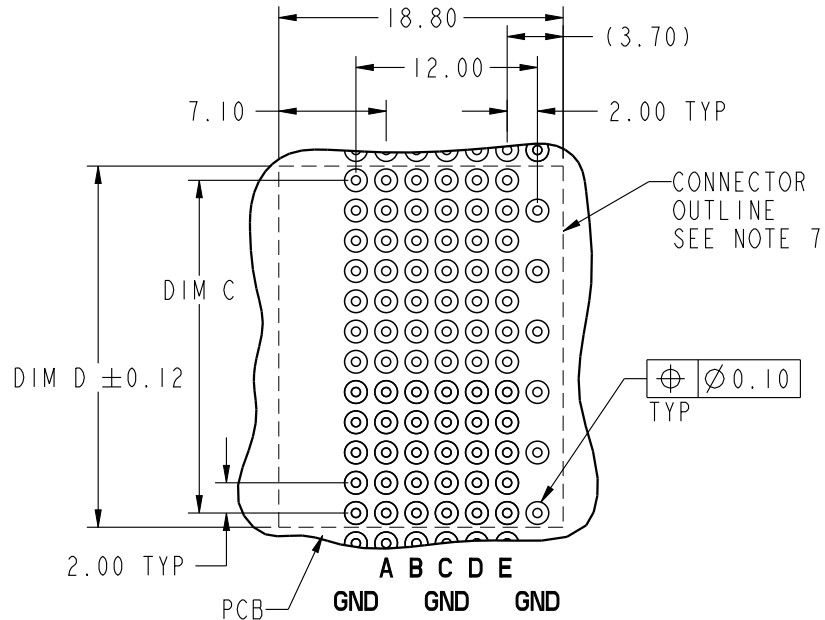 18.80
(3.70)
12.00
7.10
2.00 TYP
CONNECTOR
OUTLINE
SEE NOTE 7
DIM C
DIM D ±0.12
⌖ Ø0.10
TYP
2.00 TYP
A B C D E
GND GND GND
PCB